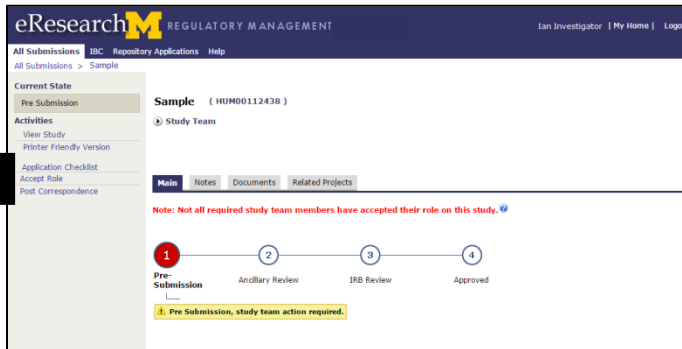 eResearch M REGULATORY MANAGEMENT
Ian Investigator | My Home | Logo
All Submissions IBC Repository Applications Help
All Submissions > Sample
Current State
Pre Submission
Activities
View Study
Printer Friendly Version
Application Checklist
Accept Role
Post Correspondence
Sample ( HUM00112438 )
Study Team
Main Notes Documents Related Projects
Note: Not all required study team members have accepted their role on this study. ?
1 2 3 4
Pre-
Submission Ancillary Review IRB Review Approved
Pre Submission, study team action required.